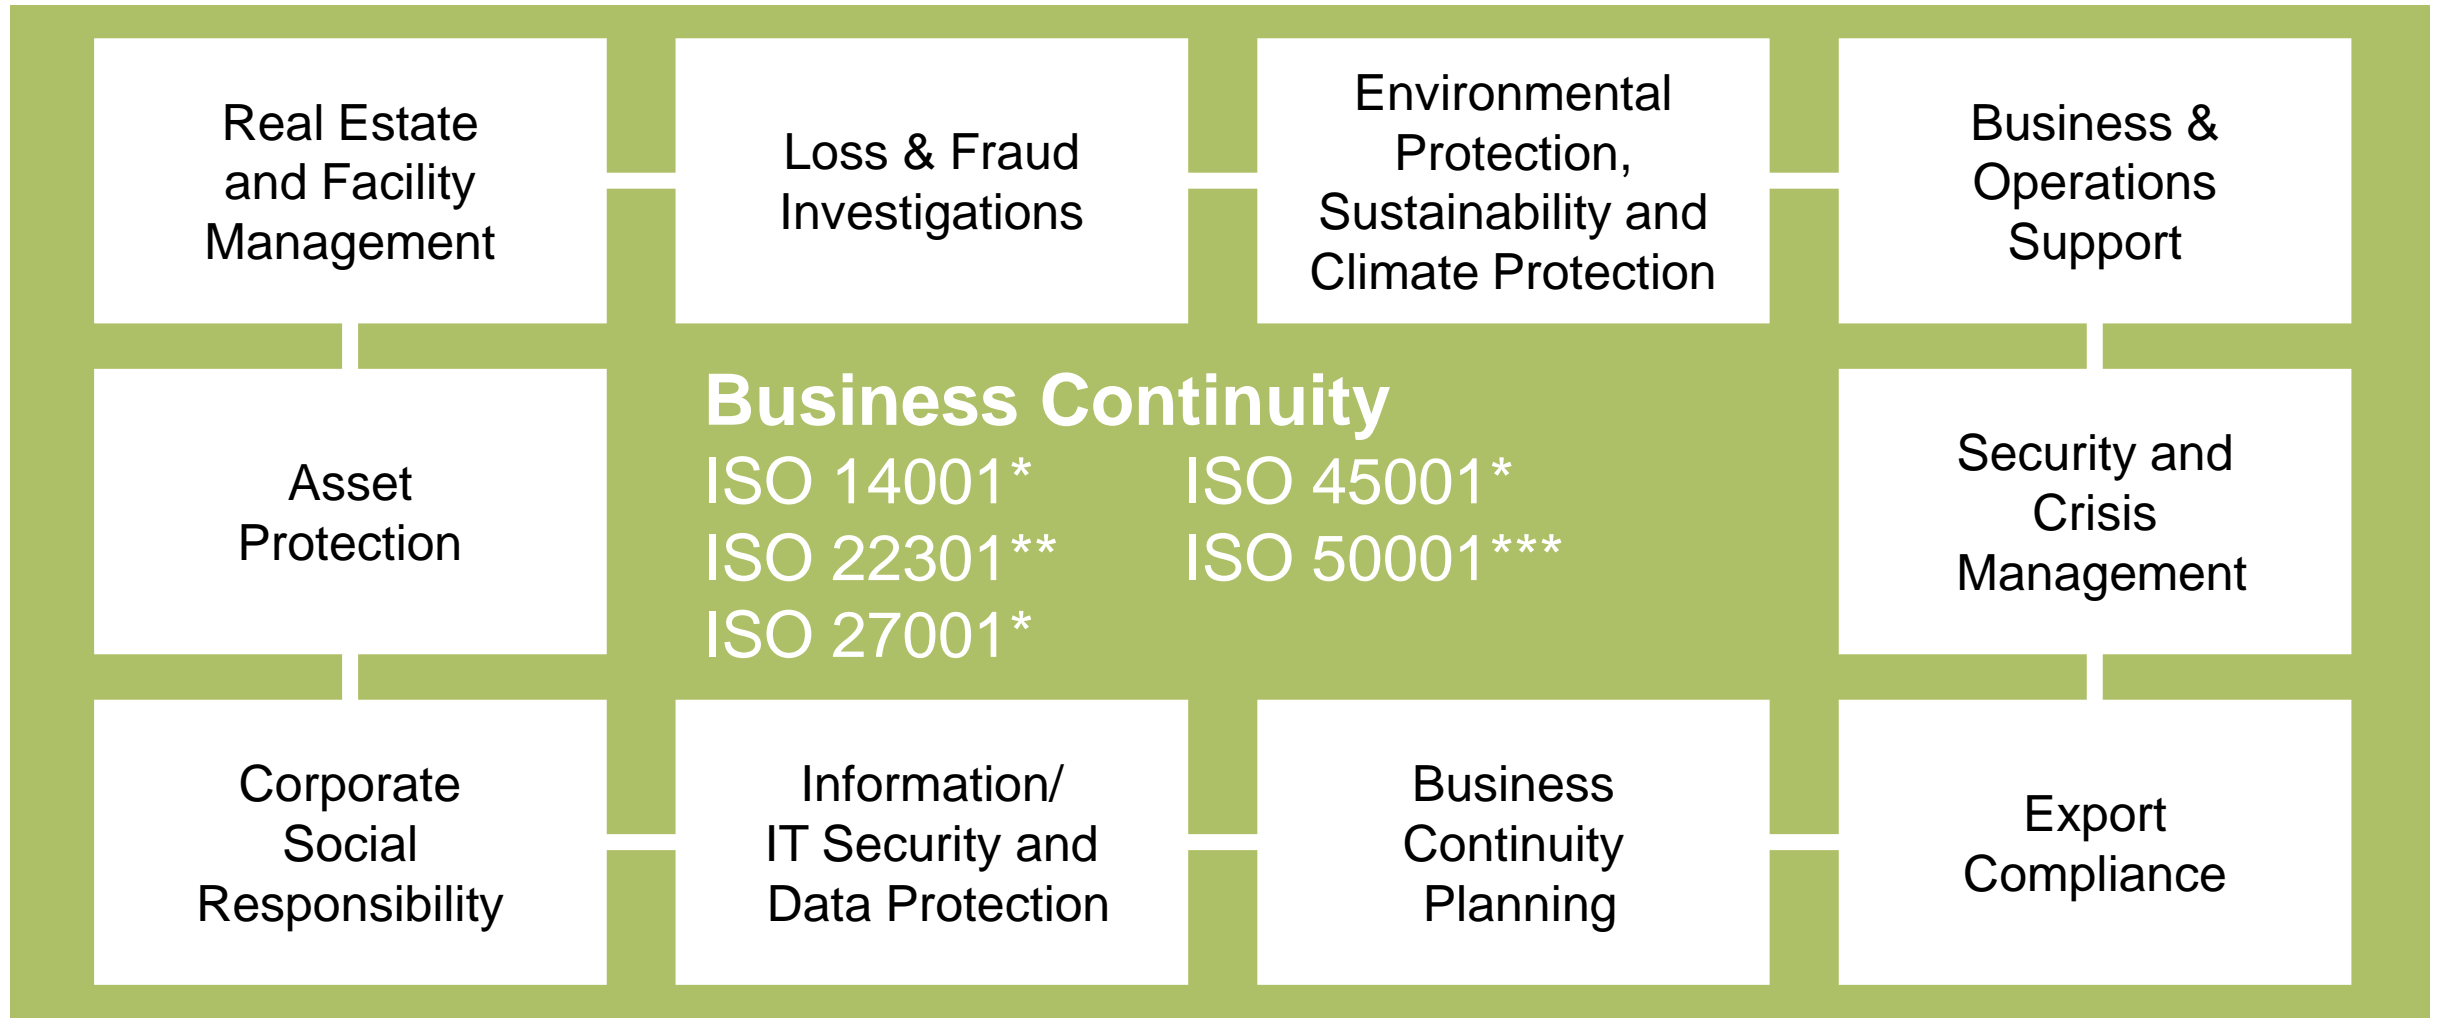 Real Estate
and Facility
Management
Loss & Fraud
Investigations
Environmental
Protection,
Sustainability and
Climate Protection
Business &
Operations
Support
Asset
Protection
Business Continuity
ISO 14001* ISO 45001*
ISO 22301** ISO 50001***
ISO 27001*
Security and
Crisis
Management
Corporate
Social
Responsibility
Information/
IT Security and
Data Protection
Business
Continuity
Planning
Export
Compliance